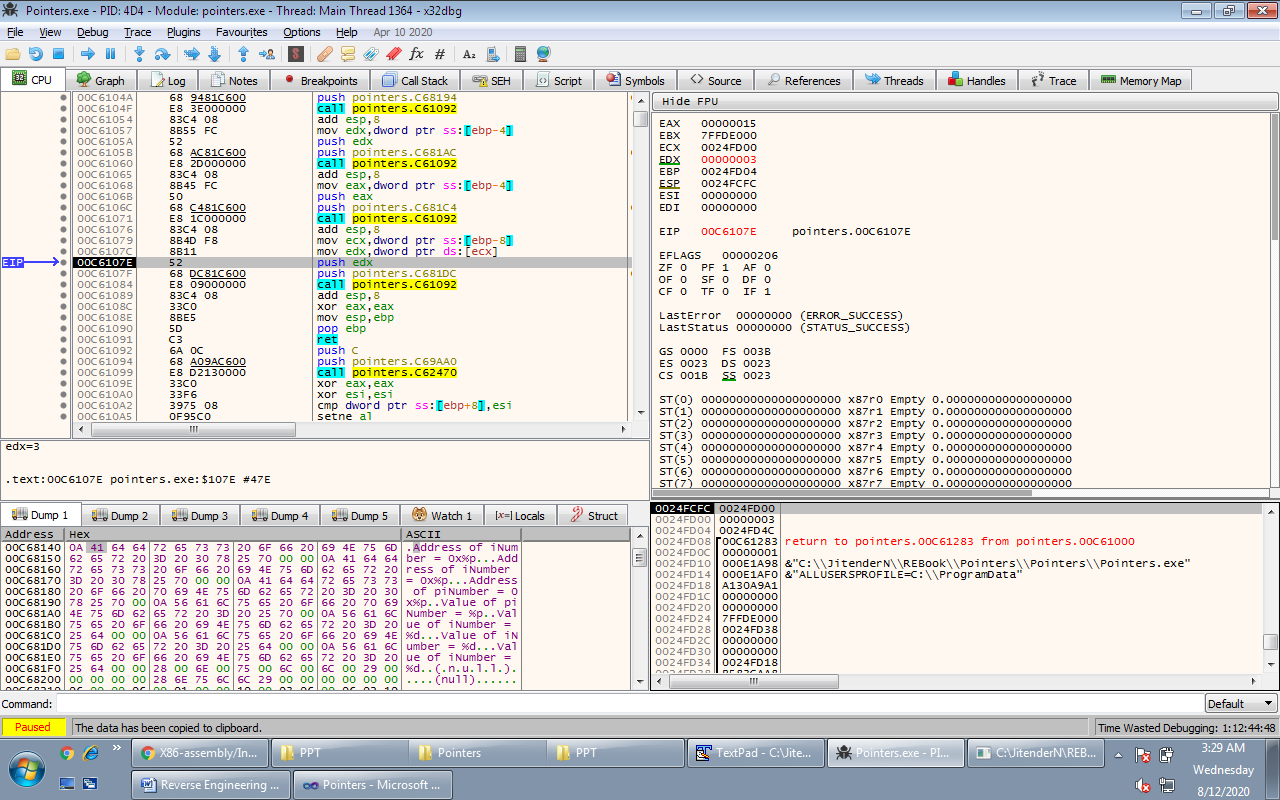 Pointers.exe - PID: 4D4 - Module: pointers.exe - Thread: Main Thread 1364 - x32dbg
File View Debug Trace Plugins Favourites Options Help Apr 10 2020
CPU Graph Log Notes Breakpoints Call Stack SEH Script Symbols Source References Threads Handles Trace Memory Map
00C6104A 68 9481C600 push pointers.C68194
00C6104F E8 3E000000 call pointers.C61092
00C61054 83C4 08 add esp,8
00C61057 8B55 FC mov edx,dword ptr ss:[ebp-4]
00C6105A 52 push edx
00C6105B 68 AC81C600 push pointers.C681AC
00C61060 E8 2D000000 call pointers.C61092
00C61065 83C4 08 add esp,8
00C61068 8B45 FC mov eax,dword ptr ss:[ebp-4]
00C6106B 50 push eax
00C6106C 68 C481C600 push pointers.C681C4
00C61071 E8 1C000000 call pointers.C61092
00C61076 83C4 08 add esp,8
00C61079 8B4D F8 mov ecx,dword ptr ss:[ebp-8]
00C6107C 8B11 mov edx,dword ptr ds:[ecx]
EIP 00C6107E 52 push edx
00C6107F 68 DC81C600 push pointers.C681DC
00C61084 E8 09000000 call pointers.C61092
00C61089 83C4 08 add esp,8
00C6108C 33C0 xor eax,eax
00C6108E 8BE5 mov esp,ebp
00C61090 5D pop ebp
00C61091 C3 ret
00C61092 6A 0C push C
00C61094 68 A09AC600 push pointers.C69AA0
00C61099 E8 D2130000 call pointers.C62470
00C6109E 33C0 xor eax,eax
00C610A0 33F6 xor esi,esi
00C610A2 3975 08 cmp dword ptr ss:[ebp+8],esi
00C610A5 0F95C0 setne al
Hide FPU
EAX 00000015
EBX 7FFDE000
ECX 0024FD00
EDX 00000003
EBP 0024FD04
ESP 0024FCFC
ESI 00000000
EDI 00000000
EIP 00C6107E pointers.00C6107E
EFLAGS 00000206
ZF 0 PF 1 AF 0
OF 0 SF 0 DF 0
CF 0 TF 0 IF 1
LastError 00000000 (ERROR_SUCCESS)
LastStatus 00000000 (STATUS_SUCCESS)
GS 0000 FS 003B
ES 0023 DS 0023
CS 001B SS 0023
ST(0) 00000000000000000000 x87r0 Empty 0.000000000000000000
ST(1) 00000000000000000000 x87r1 Empty 0.000000000000000000
ST(2) 00000000000000000000 x87r2 Empty 0.000000000000000000
ST(3) 00000000000000000000 x87r3 Empty 0.000000000000000000
ST(4) 00000000000000000000 x87r4 Empty 0.000000000000000000
ST(5) 00000000000000000000 x87r5 Empty 0.000000000000000000
ST(6) 00000000000000000000 x87r6 Empty 0.000000000000000000
ST(7) 00000000000000000000 x87r7 Empty 0.000000000000000000
edx=3
.text:00C6107E pointers.exe:$107E #47E
Dump 1 Dump 2 Dump 3 Dump 4 Dump 5 Watch 1 Locals Struct
Address Hex ASCII
00C68140 0A 41 64 64 72 65 73 73 20 6F 66 20 69 4E 75 6D .Address of iNum
00C68150 62 65 72 20 3D 20 30 78 25 70 00 00 0A 41 64 64 ber = 0x%p...Add
00C68160 72 65 73 73 20 6F 66 20 69 4E 75 6D 62 65 72 20 ress of iNumber 
00C68170 3D 20 30 78 25 70 00 00 0A 41 64 64 72 65 73 73 = 0x%p...Address
00C68180 20 6F 66 20 70 69 4E 75 6D 62 65 72 20 3D 20 30 of piNumber = 0
00C68190 78 25 70 00 0A 56 61 6C 75 65 20 6F 66 20 70 69 x%p..Value of pi
00C681A0 4E 75 6D 62 65 72 20 3D 20 25 70 00 0A 56 61 6C Number = %p..Val
00C681B0 75 65 20 6F 66 20 69 4E 75 6D 62 65 72 20 3D 20 ue of iNumber = 
00C681C0 25 64 00 00 0A 56 61 6C 75 65 20 6F 66 20 69 4E %d...Value of iN
00C681D0 75 6D 62 65 72 20 3D 20 25 64 00 00 0A 56 61 6C umber = %d...Val
00C681E0 75 65 20 6F 66 20 69 4E 75 6D 62 65 72 20 3D 20 ue of iNumber = 
00C681F0 25 64 00 00 28 00 6E 00 75 00 6C 00 6C 00 29 00 %d..(.n.u.l.l.).
00C68200 00 00 00 00 28 6E 75 6C 6C 29 00 00 00 00 00 00 ....(null)......
0024FCFC 0024FD00
0024FD00 00000003
0024FD04 0024FD4C
0024FD08 00C61283 return to pointers.00C61283 from pointers.00C61000
0024FD0C 00000001
0024FD10 000E1A98 &"C:\\JitenderN\\REBook\\Pointers\\Pointers\\Pointers.exe"
0024FD14 000E1AF0 &"ALLUSERSPROFILE=C:\\ProgramData"
0024FD18 A130A9A1
0024FD1C 00000000
0024FD20 00000000
0024FD24 7FFDE000
0024FD28 0024FD38
0024FD2C 00000000
0024FD30 00000000
0024FD34 0024FD18
Command: Default
Paused The data has been copied to clipboard. Time Wasted Debugging: 1:12:44:48
X86-assembly/In... PPT Pointers PPT TextPad - C:\Jite... Pointers.exe - PI... C:\JitenderN\REB...
Reverse Engineering ... Pointers - Microsoft ...
3:29 AM
Wednesday
8/12/2020